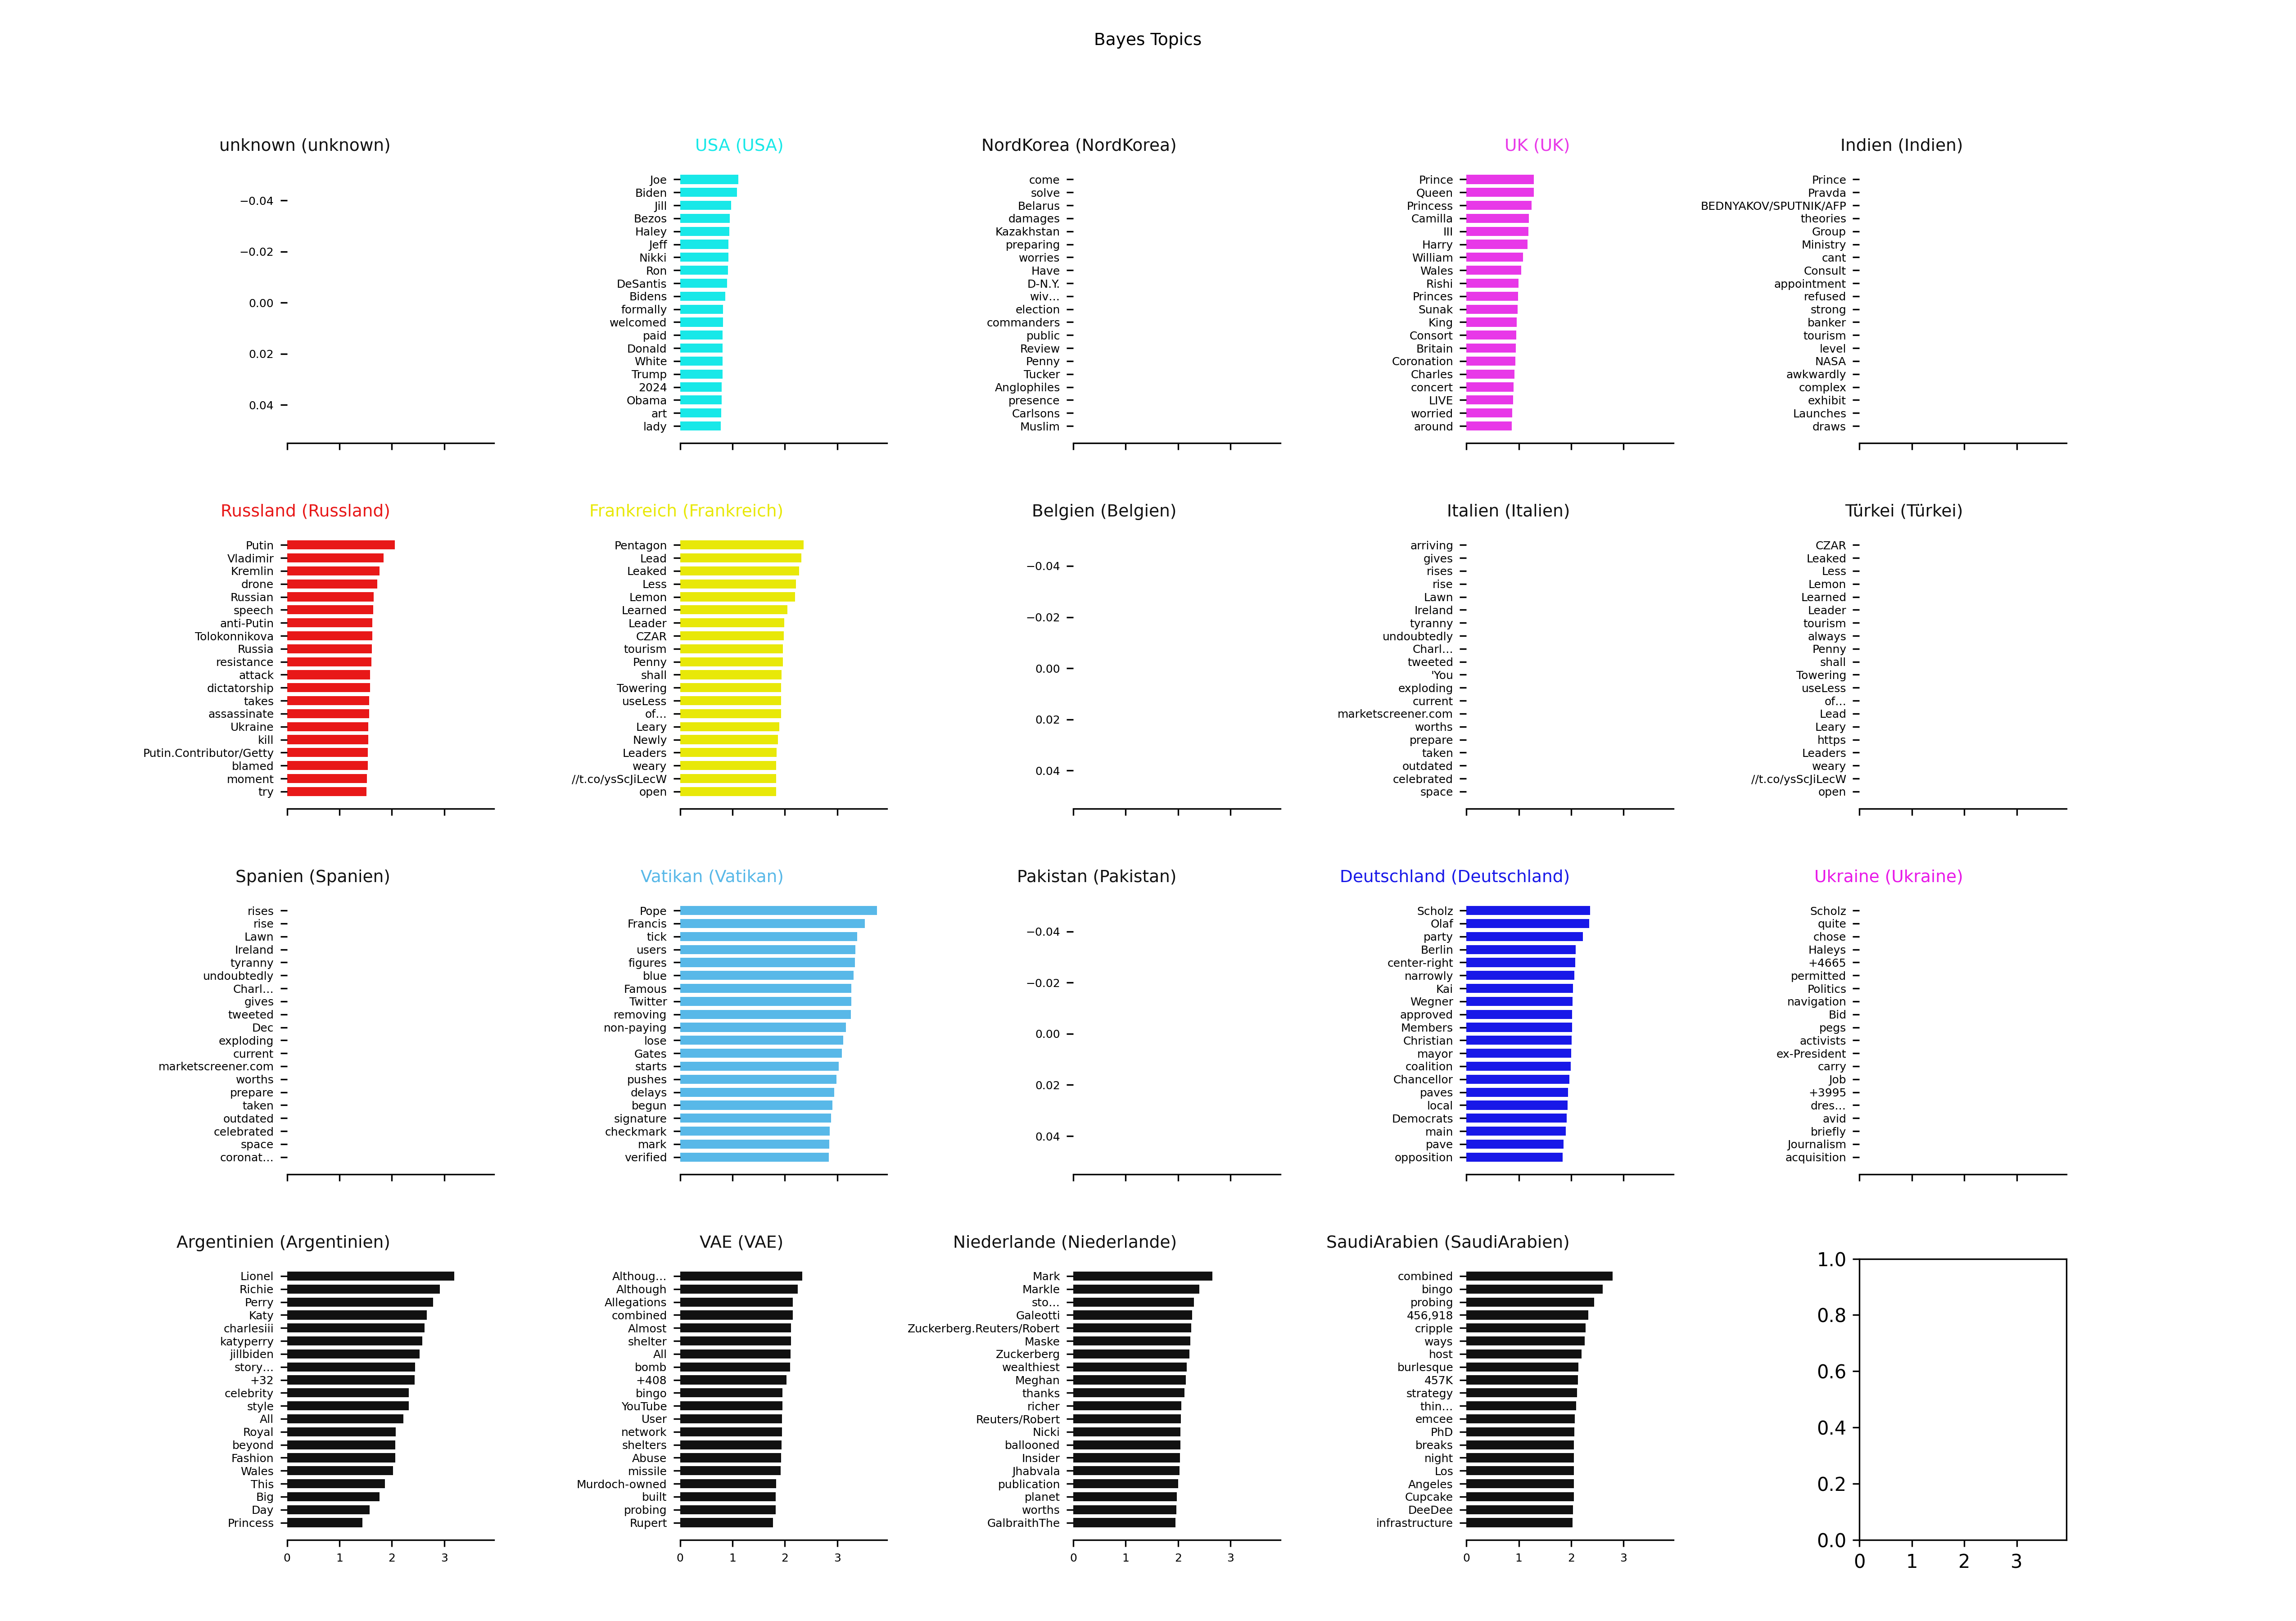 Bayes Topics
unknown (unknown)
−0.04
−0.02
0.00
0.02
0.04
USA (USA)
Joe
Biden
Jill
Bezos
Haley
Jeff
Nikki
Ron
DeSantis
Bidens
formally
welcomed
paid
Donald
White
Trump
2024
Obama
art
lady
NordKorea (NordKorea)
come
solve
Belarus
damages
Kazakhstan
preparing
worries
Have
D-N.Y.
wiv…
election
commanders
public
Review
Penny
Tucker
Anglophiles
presence
Carlsons
Muslim
UK (UK)
Prince
Queen
Princess
Camilla
III
Harry
William
Wales
Rishi
Princes
Sunak
King
Consort
Britain
Coronation
Charles
concert
LIVE
worried
around
Indien (Indien)
Prince
Pravda
BEDNYAKOV/SPUTNIK/AFP
theories
Group
Ministry
cant
Consult
appointment
refused
strong
banker
tourism
level
NASA
awkwardly
complex
exhibit
Launches
draws
Russland (Russland)
Putin
Vladimir
Kremlin
drone
Russian
speech
anti-Putin
Tolokonnikova
Russia
resistance
attack
dictatorship
takes
assassinate
Ukraine
kill
Putin.Contributor/Getty
blamed
moment
try
Frankreich (Frankreich)
Pentagon
Lead
Leaked
Less
Lemon
Learned
Leader
CZAR
tourism
Penny
shall
Towering
useLess
of…
Leary
Newly
Leaders
weary
//t.co/ysScJiLecW
open
Belgien (Belgien)
−0.04
−0.02
0.00
0.02
0.04
Italien (Italien)
arriving
gives
rises
rise
Lawn
Ireland
tyranny
undoubtedly
Charl…
tweeted
'You
exploding
current
marketscreener.com
worths
prepare
taken
outdated
celebrated
space
Türkei (Türkei)
CZAR
Leaked
Less
Lemon
Learned
Leader
tourism
always
Penny
shall
Towering
useLess
of…
Lead
Leary
https
Leaders
weary
//t.co/ysScJiLecW
open
Spanien (Spanien)
rises
rise
Lawn
Ireland
tyranny
undoubtedly
Charl…
gives
tweeted
Dec
exploding
current
marketscreener.com
worths
prepare
taken
outdated
celebrated
space
coronat…
Vatikan (Vatikan)
Pope
Francis
tick
users
figures
blue
Famous
Twitter
removing
non-paying
lose
Gates
starts
pushes
delays
begun
signature
checkmark
mark
verified
Pakistan (Pakistan)
−0.04
−0.02
0.00
0.02
0.04
Deutschland (Deutschland)
Scholz
Olaf
party
Berlin
center-right
narrowly
Kai
Wegner
approved
Members
Christian
mayor
coalition
Chancellor
paves
local
Democrats
main
pave
opposition
Ukraine (Ukraine)
Scholz
quite
chose
Haleys
+4665
permitted
Politics
navigation
Bid
pegs
activists
ex-President
carry
Job
+3995
dres…
avid
briefly
Journalism
acquisition
Argentinien (Argentinien)
Lionel
Richie
Perry
Katy
charlesiii
katyperry
jillbiden
story…
+32
celebrity
style
All
Royal
beyond
Fashion
Wales
This
Big
Day
Princess
0 1 2 3
VAE (VAE)
Althoug…
Although
Allegations
combined
Almost
shelter
All
bomb
+408
bingo
YouTube
User
network
shelters
Abuse
missile
Murdoch-owned
built
probing
Rupert
0 1 2 3
Niederlande (Niederlande)
Mark
Markle
sto…
Galeotti
Zuckerberg.Reuters/Robert
Maske
Zuckerberg
wealthiest
Meghan
thanks
richer
Reuters/Robert
Nicki
ballooned
Insider
Jhabvala
publication
planet
worths
GalbraithThe
0 1 2 3
SaudiArabien (SaudiArabien)
combined
bingo
probing
456,918
cripple
ways
host
burlesque
457K
strategy
thin…
emcee
PhD
breaks
night
Los
Angeles
Cupcake
DeeDee
infrastructure
0 1 2 3
1.0
0.8
0.6
0.4
0.2
0.0
0 1 2 3